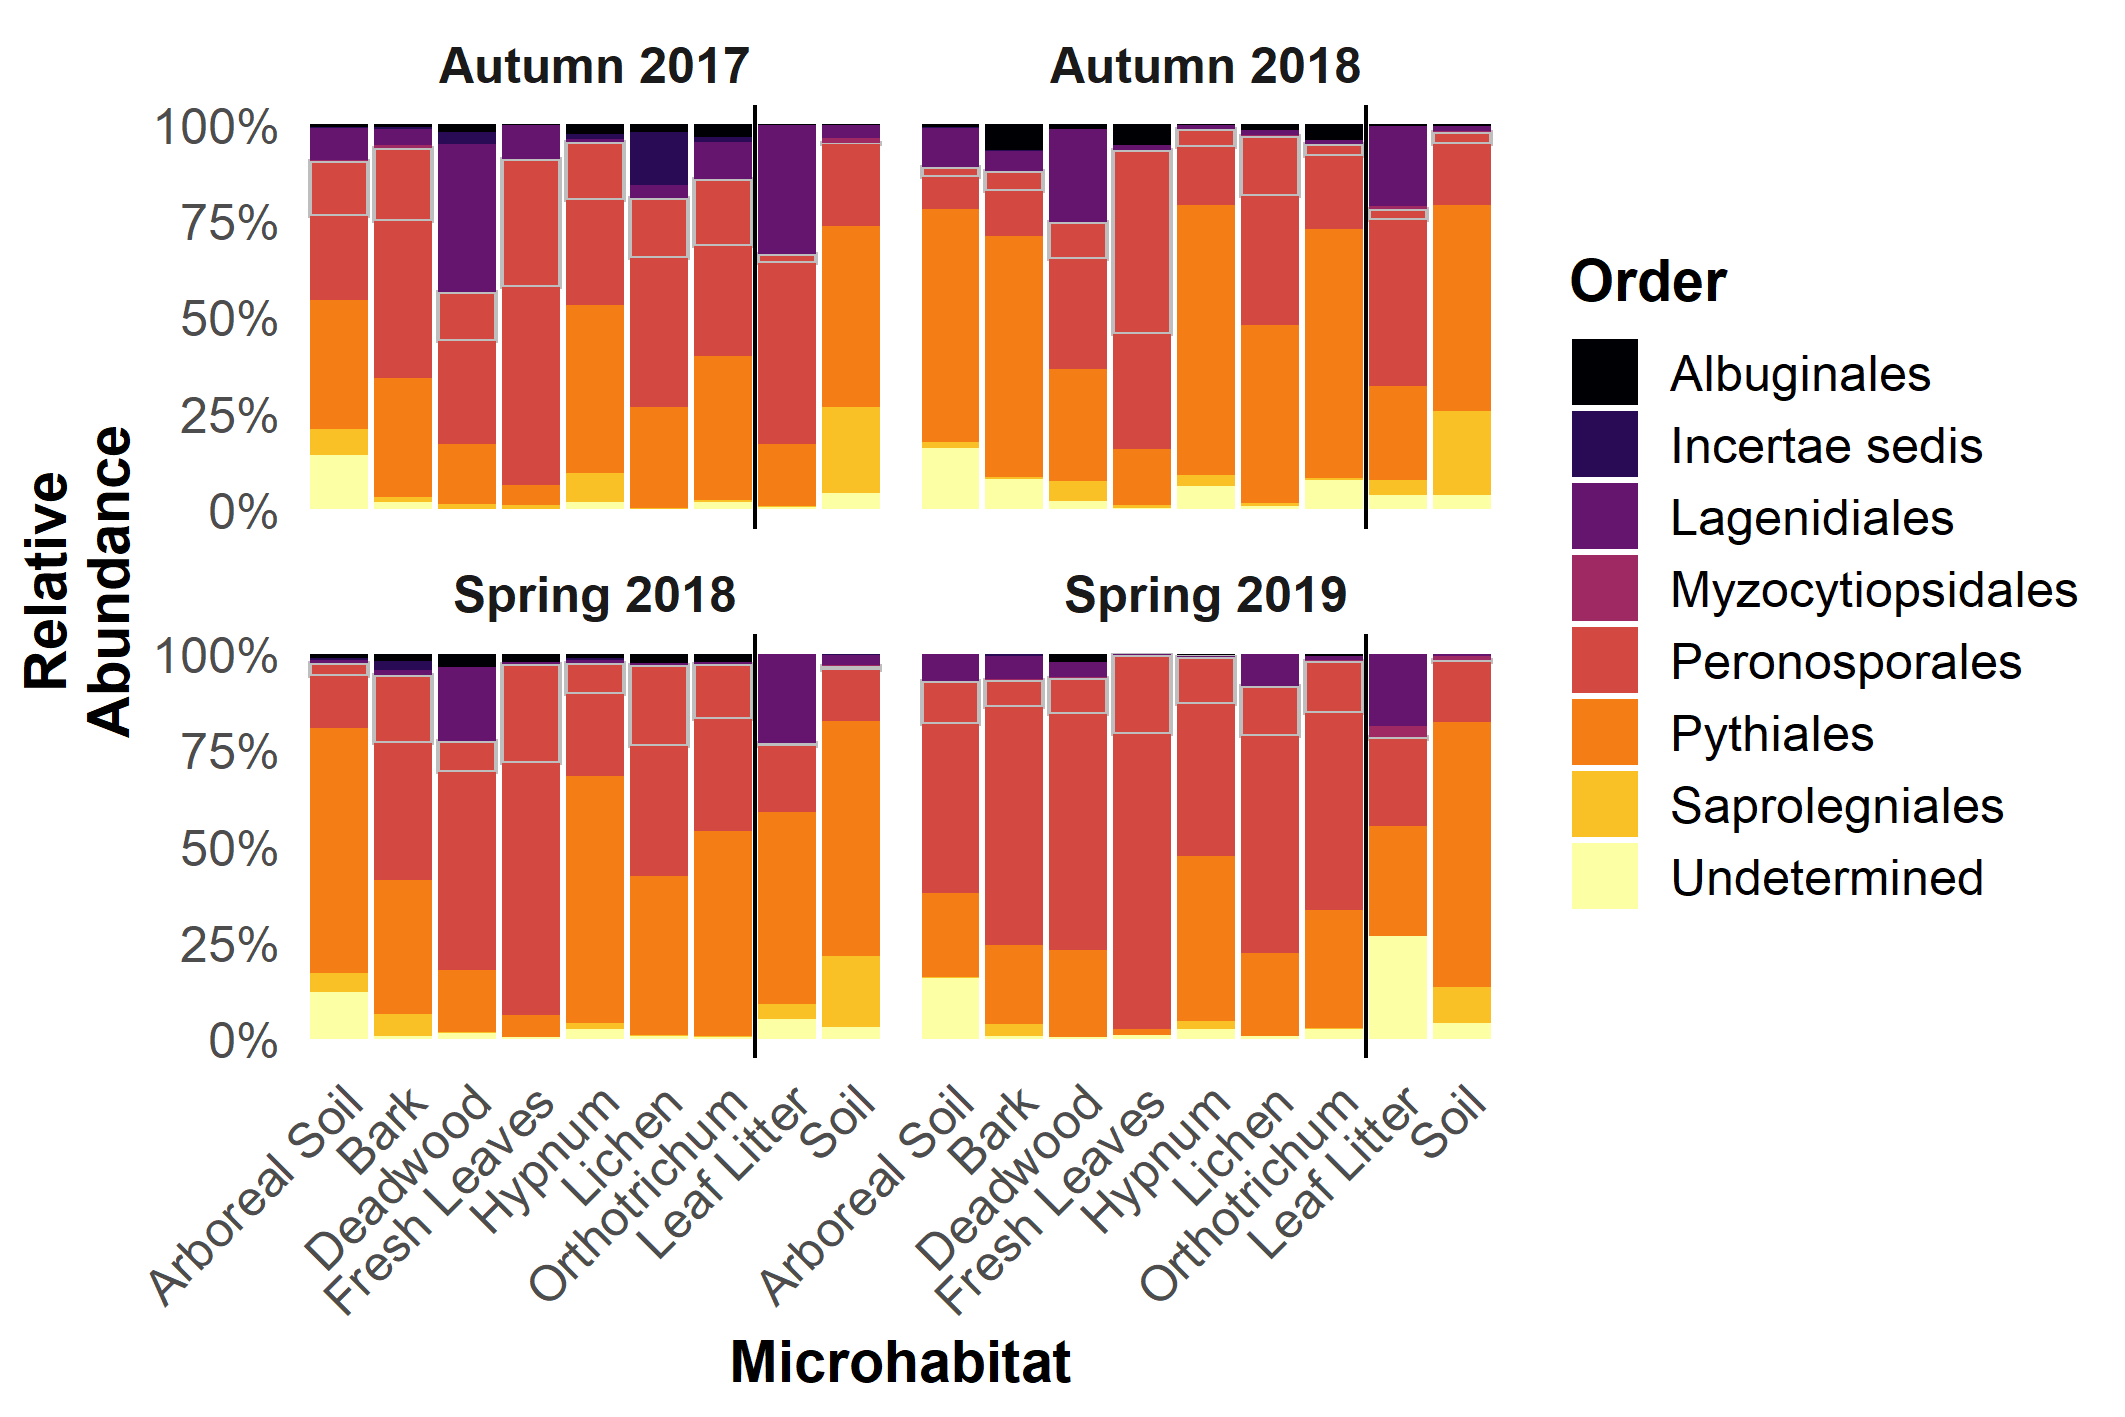 Autumn 2017
Autumn 2018
100%
75%
50%
25%
0%
Spring 2018
Spring 2019
100%
75%
50%
25%
0%
Relative
Abundance
Arboreal Soil
Bark
Deadwood
Fresh Leaves
Hypnum
Lichen
Orthotrichum
Leaf Litter
Soil
Arboreal Soil
Bark
Deadwood
Fresh Leaves
Hypnum
Lichen
Orthotrichum
Leaf Litter
Soil
Microhabitat
Order
Albuginales
Incertae sedis
Lagenidiales
Myzocytiopsidales
Peronosporales
Pythiales
Saprolegniales
Undetermined